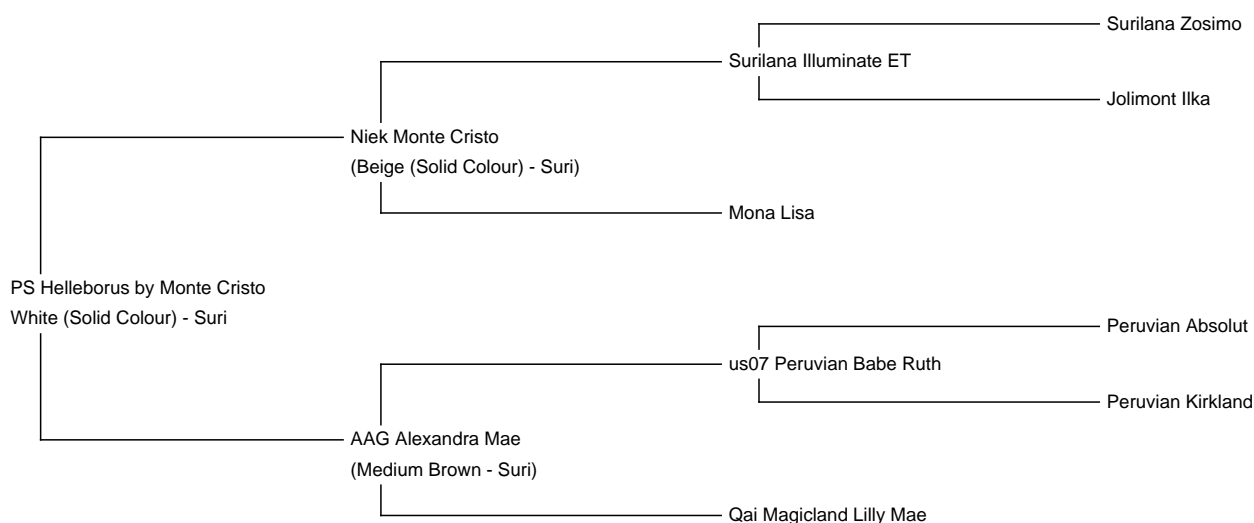 Surilana Zosimo
Surilana Illuminate ET
Jolimont Ilka
Niek Monte Cristo
(Beige (Solid Colour) - Suri)
Mona Lisa
PS Helleborus by Monte Cristo
White (Solid Colour) - Suri
Peruvian Absolut
us07 Peruvian Babe Ruth
Peruvian Kirkland
AAG Alexandra Mae
(Medium Brown - Suri)
Qai Magicland Lilly Mae